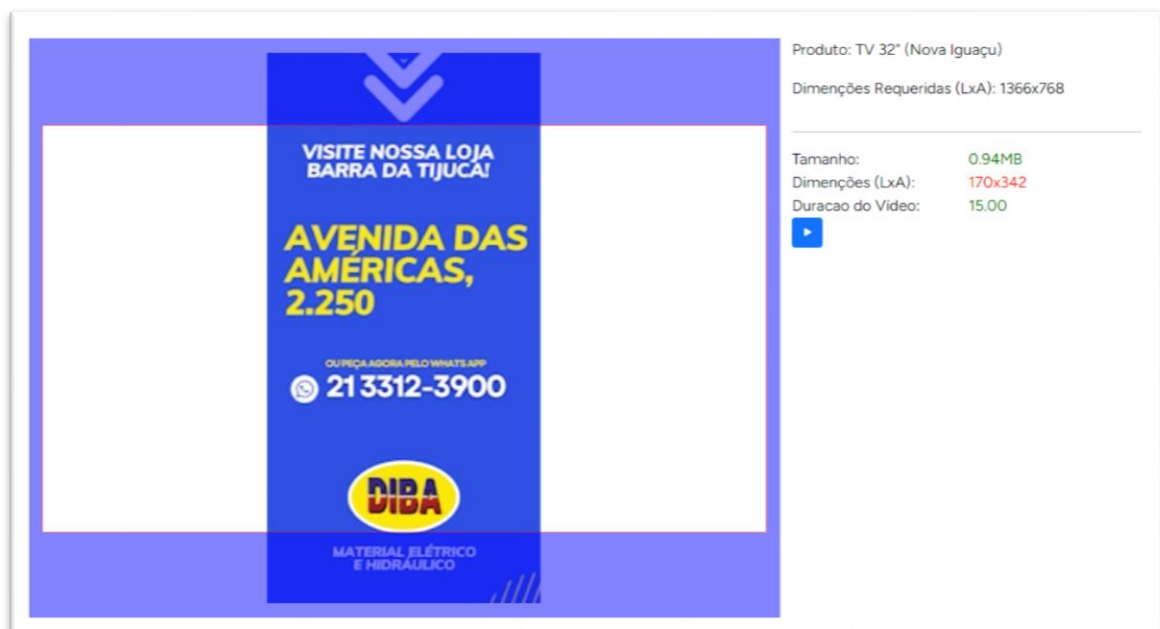 VISITE NOSSA LOJA
BARRA DA TIJUCA!
AVENIDA DAS
AMÉRICAS,
2.250
OU PEÇA AGORA PELO WHATS APP
21 3312-3900
DIBA
MATERIAL ELÉTRICO
E HIDRÁULICO
Produto: TV 32" (Nova Iguaçu)
Dimenções Requeridas (LxA): 1366x768
Tamanho: 0.94MB
Dimenções (LxA): 170x342
Duracao do Vídeo: 15.00